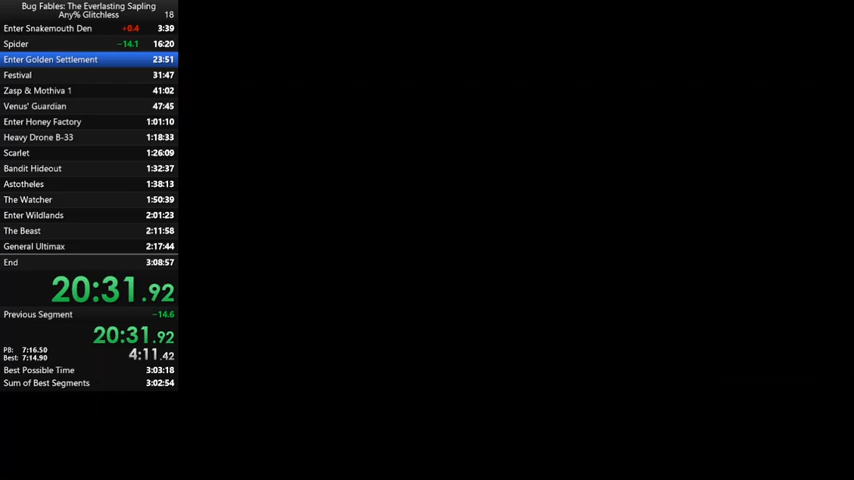 Bug Fables: The Everlasting Sapling
Any% Glitchless 18
Enter Snakemouth Den +0.4 3:39
Spider −14.1 16:20
Enter Golden Settlement 23:51
Festival 31:47
Zasp & Mothiva 1 41:02
Venus' Guardian 47:45
Enter Honey Factory 1:01:10
Heavy Drone B-33 1:18:33
Scarlet 1:26:09
Bandit Hideout 1:32:37
Astotheles 1:38:13
The Watcher 1:50:39
Enter Wildlands 2:01:23
The Beast 2:11:58
General Ultimax 2:17:44
End 3:08:57
20:31.92
Previous Segment −14.6
20:31.92
PB: 7:16.50
Best: 7:14.90 4:11.42
Best Possible Time 3:03:18
Sum of Best Segments 3:02:54